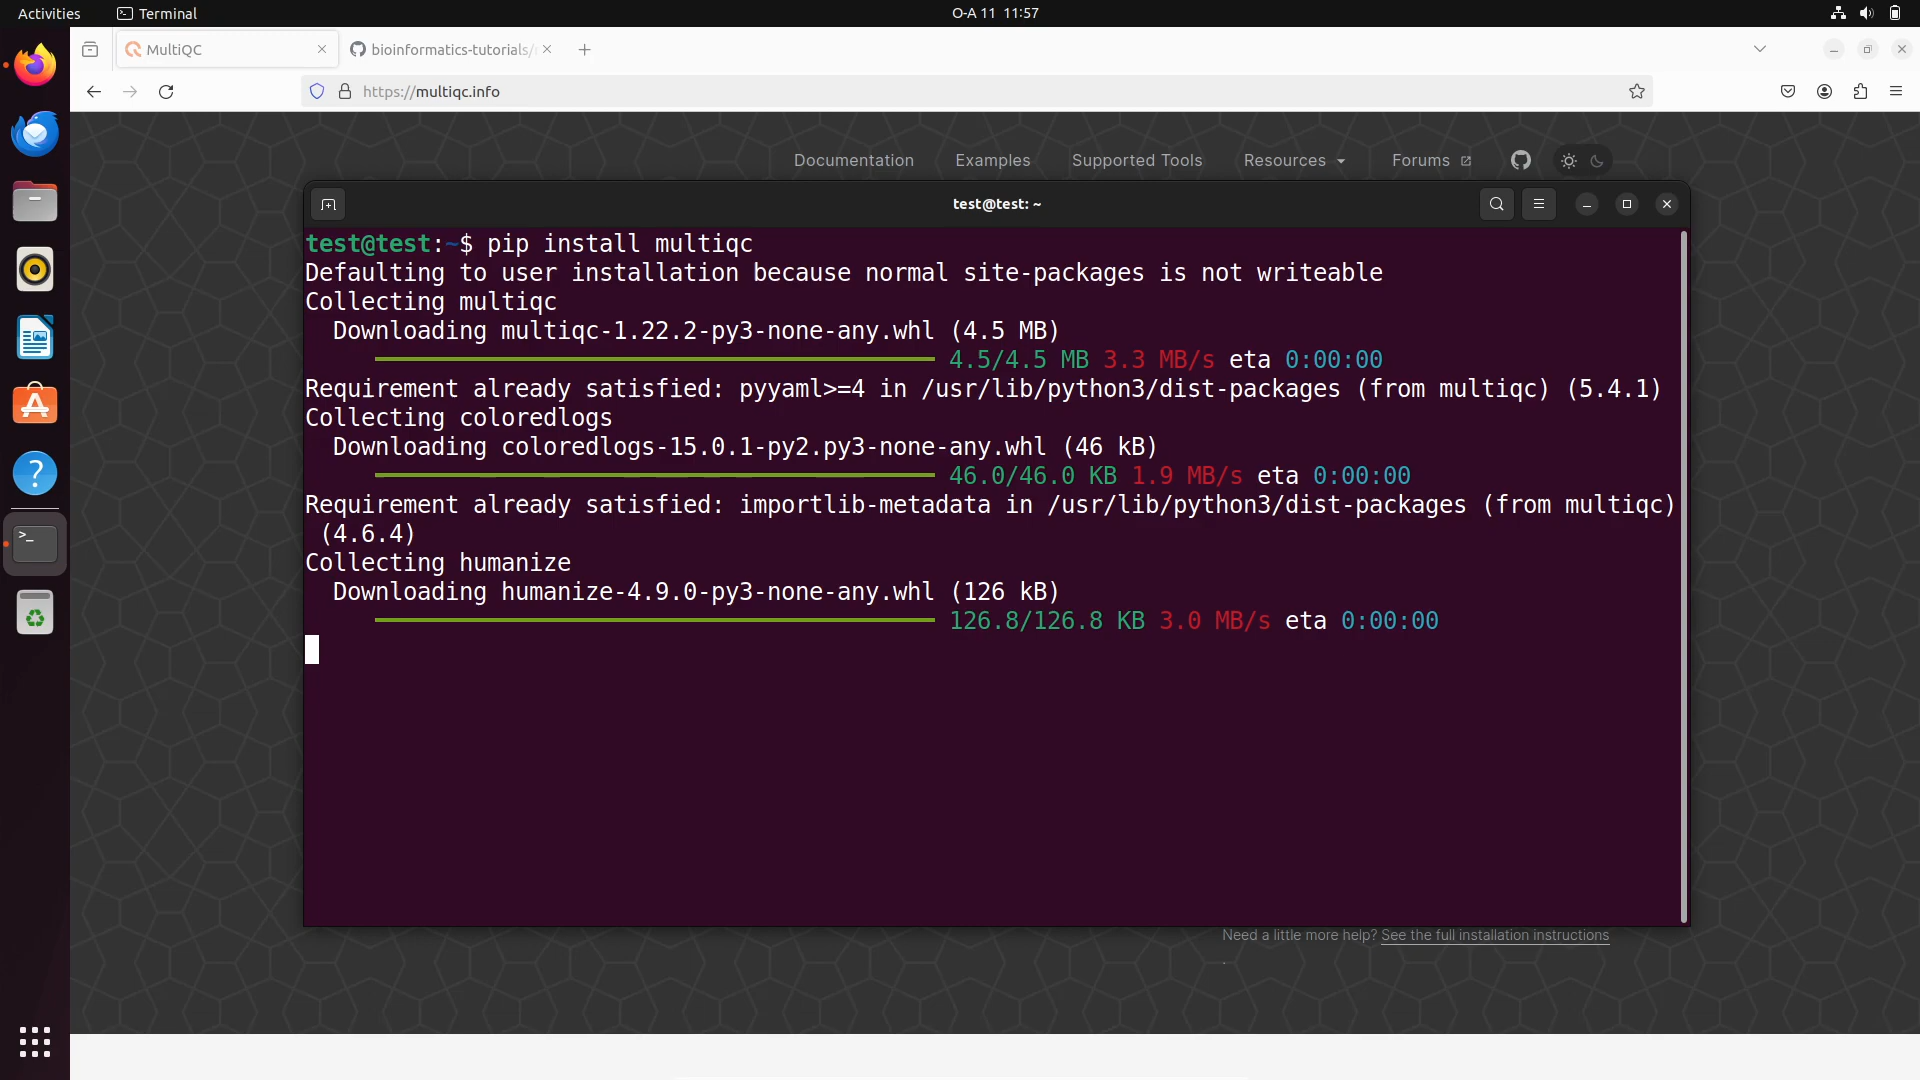 Activities
Terminal
O-A 11 11:57
MultiQC
bioinformatics-tutorials/
https://multiqc.info
Documentation
Examples
Supported Tools
Resources
Forums
test@test: ~
test@test:~$ pip install multiqc
Defaulting to user installation because normal site-packages is not writeable
Collecting multiqc
Downloading multiqc-1.22.2-py3-none-any.whl (4.5 MB)
4.5/4.5 MB 3.3 MB/s eta 0:00:00
Requirement already satisfied: pyyaml>=4 in /usr/lib/python3/dist-packages (from multiqc) (5.4.1)
Collecting coloredlogs
Downloading coloredlogs-15.0.1-py2.py3-none-any.whl (46 kB)
46.0/46.0 KB 1.9 MB/s eta 0:00:00
Requirement already satisfied: importlib-metadata in /usr/lib/python3/dist-packages (from multiqc)
(4.6.4)
Collecting humanize
Downloading humanize-4.9.0-py3-none-any.whl (126 kB)
126.8/126.8 KB 3.0 MB/s eta 0:00:00
Need a little more help? See the full installation instructions
.